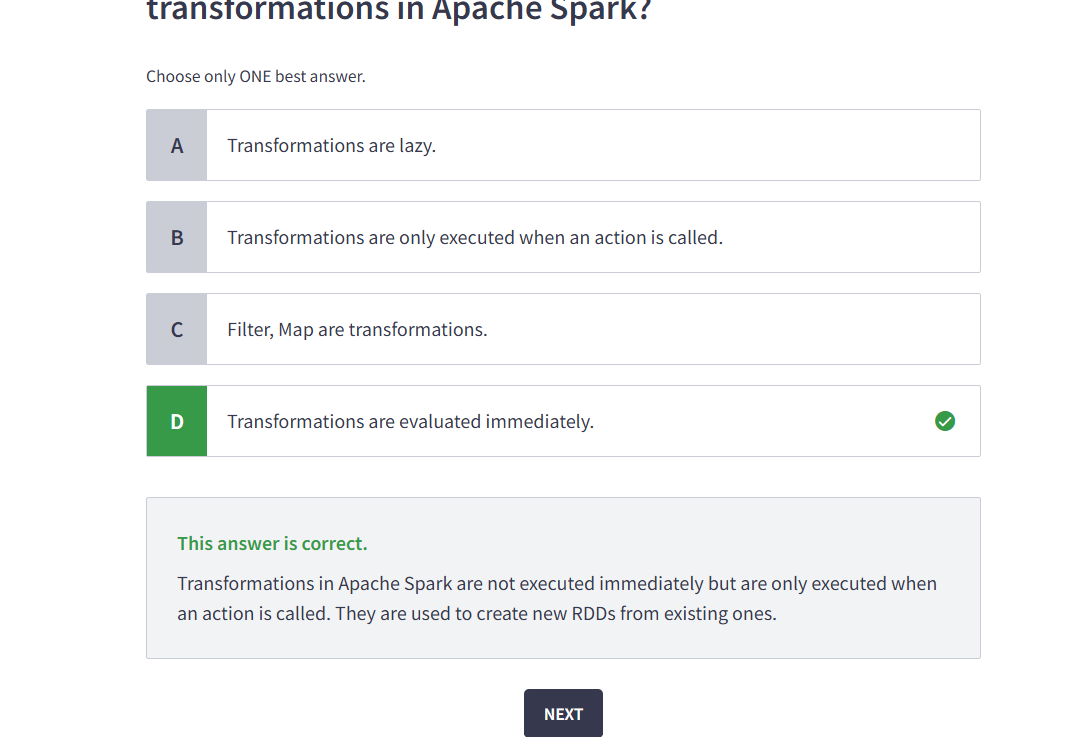 transformations in Apache Spark?
Choose only ONE best answer.
A Transformations are lazy.
B Transformations are only executed when an action is called.
C Filter, Map are transformations.
D Transformations are evaluated immediately.
This answer is correct.
Transformations in Apache Spark are not executed immediately but are only executed when
an action is called. They are used to create new RDDs from existing ones.
NEXT